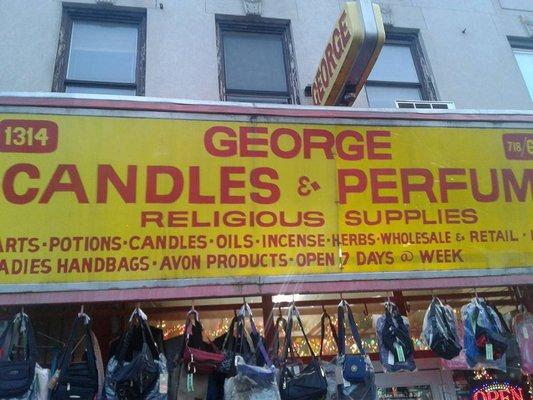 GEORGE
1314
GEORGE
718/
CANDLES & PERFUM
RELIGIOUS SUPPLIES
ARTS • POTIONS • CANDLES • OILS • INCENSE • HERBS • WHOLESALE & RETAIL •
ADIES HANDBAGS • AVON PRODUCTS • OPEN 7 DAYS @ WEEK
OPEN